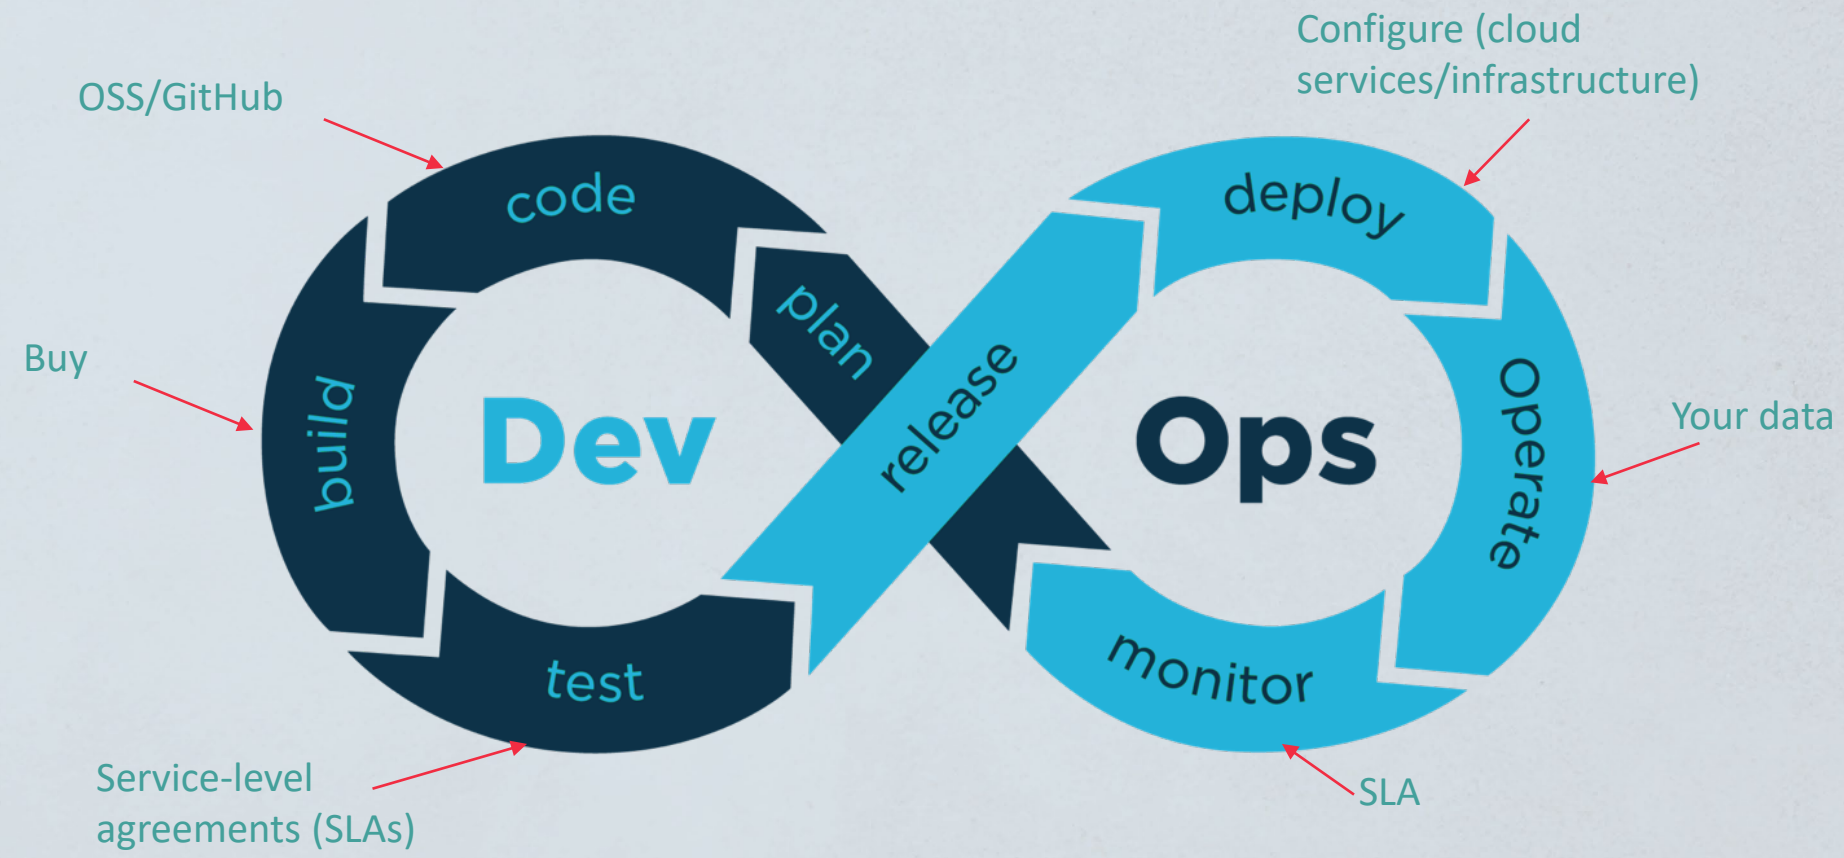 Configure (cloud
services/infrastructure)
OSS/GitHub
code
deploy
plan
release
Buy
build
Dev
Ops
Operate
Your data
test
monitor
Service-level
agreements (SLAs)
SLA